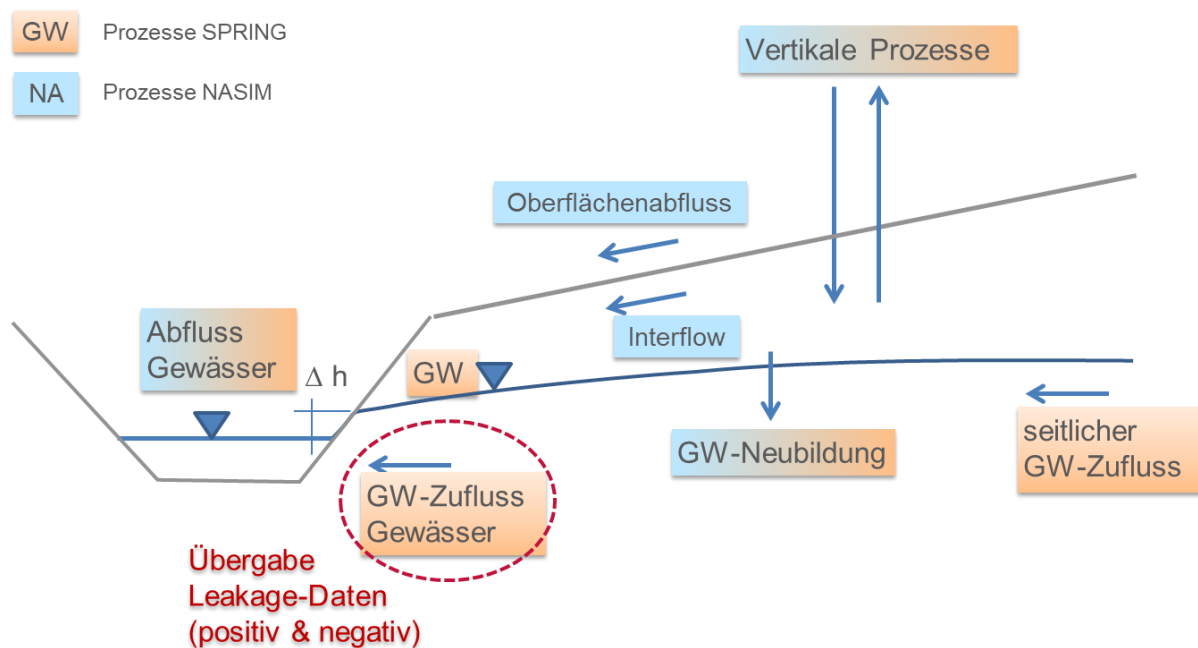 GW
Prozesse SPRING
NA
Prozesse NASIM
Vertikale Prozesse
Oberflächenabfluss
Interflow
Abfluss
Gewässer
Δ h
GW
GW-Neubildung
seitlicher
GW-Zufluss
GW-Zufluss
Gewässer
Übergabe
Leakage-Daten
(positiv & negativ)